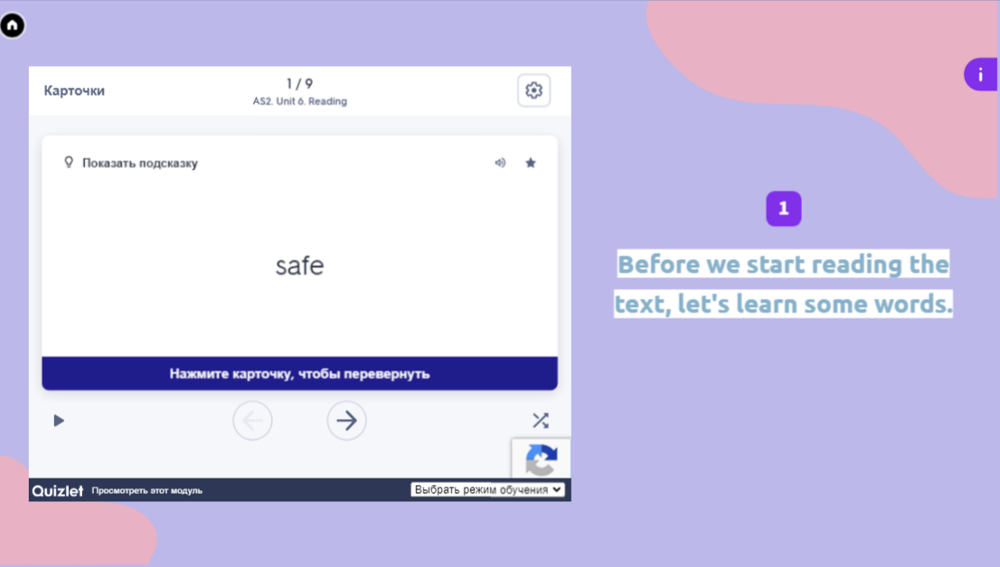 Карточки
1 / 9
AS2. Unit 6. Reading
i
Показать подсказку
safe
Нажмите карточку, чтобы перевернуть
Quizlet Просмотреть этот модуль
Выбрать режим обучения
1
Before we start reading the
text, let's learn some words.